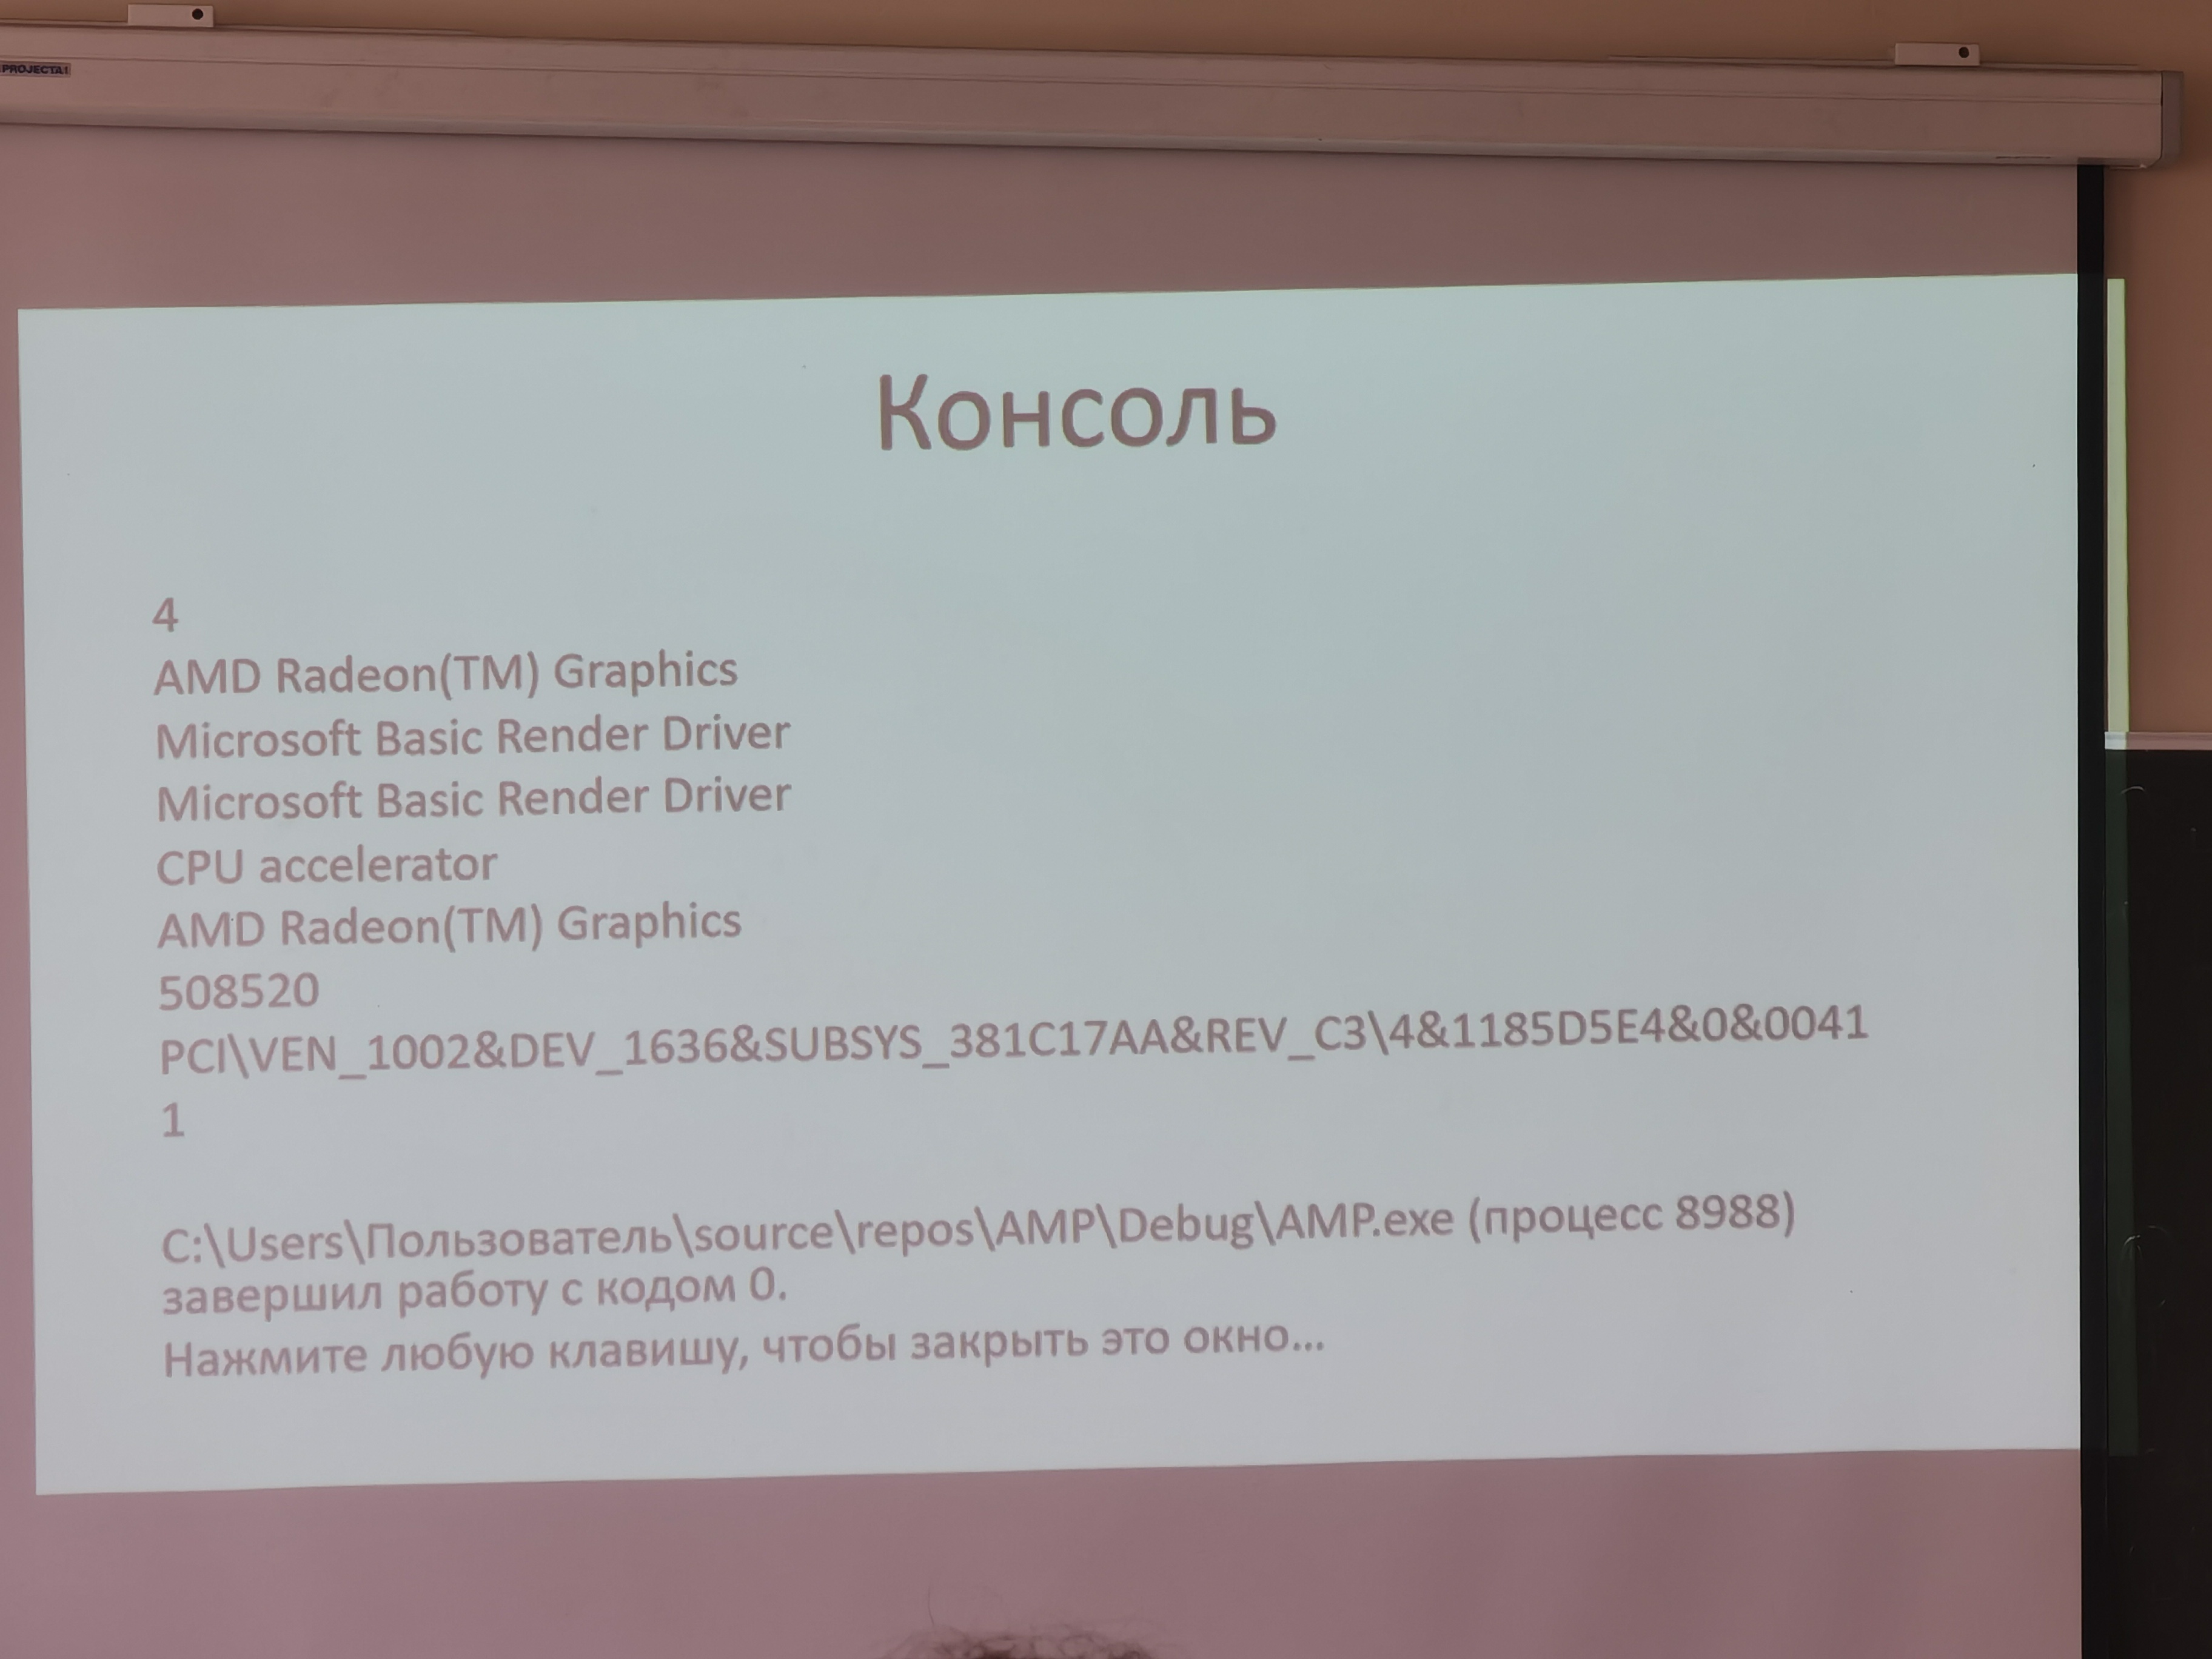 PROJECTA
Консоль
4
AMD Radeon(TM) Graphics
Microsoft Basic Render Driver
Microsoft Basic Render Driver
CPU accelerator
AMD Radeon(TM) Graphics
508520
PCI\VEN_1002&DEV_1636&SUBSYS_381C17AA&REV_C3\4&1185D5E4&0&0041
1
C:\Users\Пользователь\source\repos\AMP\Debug\AMP.exe (процесс 8988)
завершил работу с кодом 0.
Нажмите любую клавишу, чтобы закрыть это окно...